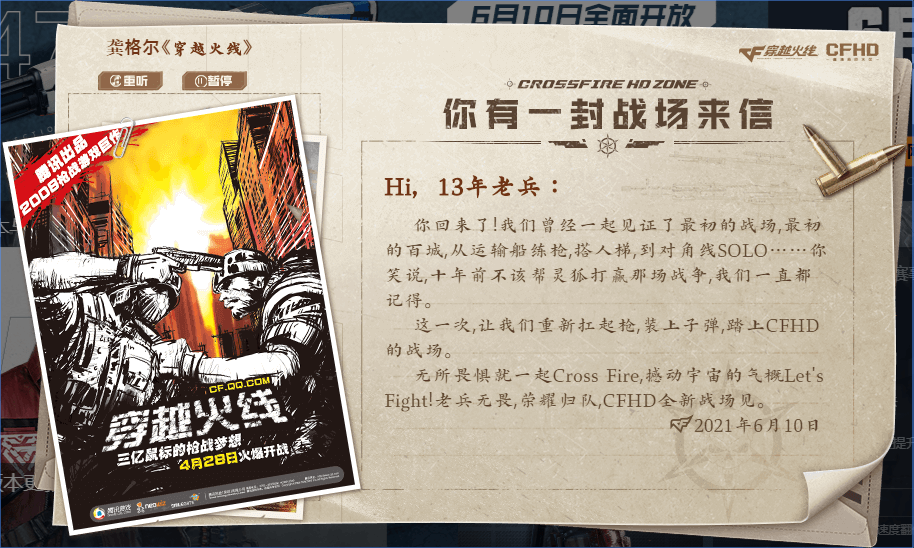 6月10日全面开放
龚格尔《穿越火线》
重听
暂停
穿越火线
CFHD
CROSSFIRE HD ZONE
你有一封战场来信
腾讯出品
2008枪战游戏巨作
CF.QQ.COM
穿越火线
三亿鼠标的枪战梦想
4月28日火爆开战
腾讯游戏
neowiz
SMILEGATE
Hi, 13年老兵：
你回来了!我们曾经一起见证了最初的战场,最初
的百城,从运输船练枪,搭人梯,到对角线SOLO……你
笑说,十年前不该帮灵狐打赢那场战争,我们一直都
记得。
这一次,让我们重新扛起枪,装上子弹,踏上CFHD
的战场。
无所畏惧就一起Cross Fire,撼动宇宙的气概Let's
Fight!老兵无畏,荣耀归队,CFHD全新战场见。
2021年6月10日